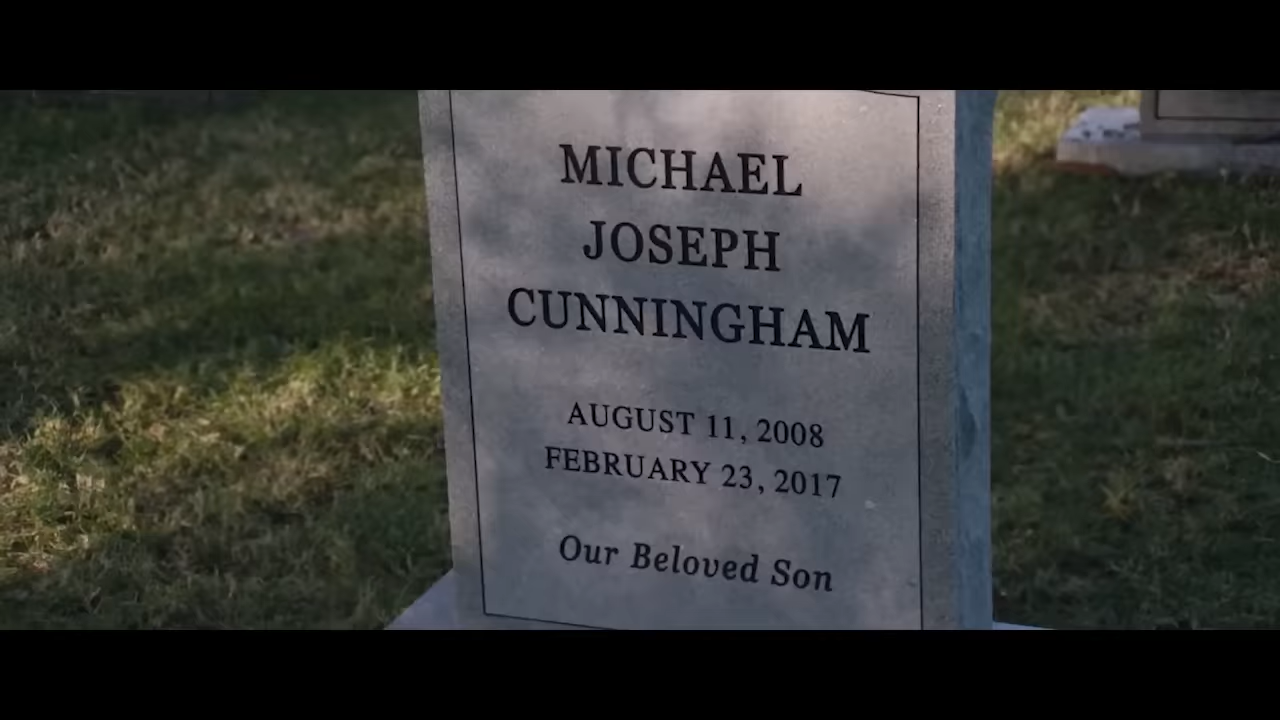 MICHAEL
JOSEPH
CUNNINGHAM
AUGUST 11, 2008
FEBRUARY 23, 2017
Our Beloved Son